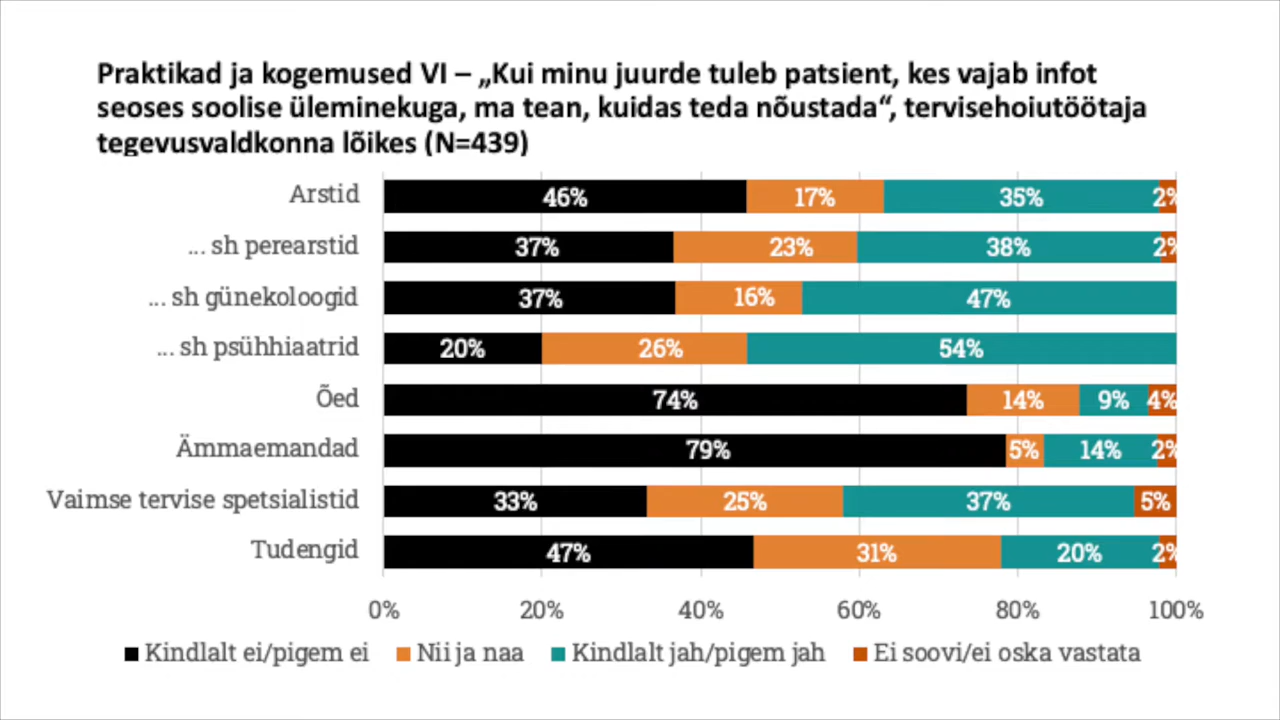 Praktikad ja kogemused VI – „Kui minu juurde tuleb patsient, kes vajab infot
seoses soolise üleminekuga, ma tean, kuidas teda nõustada“, tervisehoiutöötaja
tegevusvaldkonna lõikes (N=439)
Arstid 46% 17% 35% 2%
... sh perearstid 37% 23% 38% 2%
... sh günekoloogid 37% 16% 47%
... sh psühhiaatrid 20% 26% 54%
Õed 74% 14% 9% 4%
Ämmaemandad 79% 5% 14% 2%
Vaimse tervise spetsialistid 33% 25% 37% 5%
Tudengid 47% 31% 20% 2%
0% 20% 40% 60% 80% 100%
Kindlalt ei/pigem ei Nii ja naa Kindlalt jah/pigem jah Ei soovi/ei oska vastata